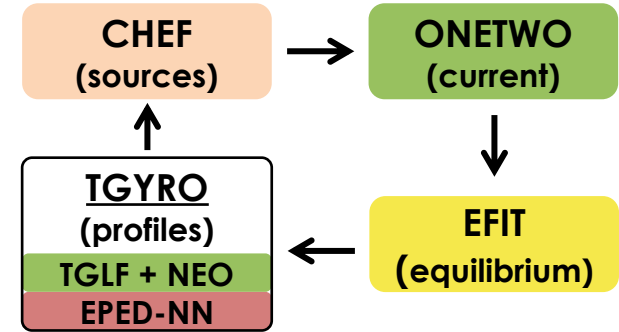 CHEF
(sources)
ONETWO
(current)
TGYRO
(profiles)
TGLF + NEO
EPED-NN
EFIT
(equilibrium)